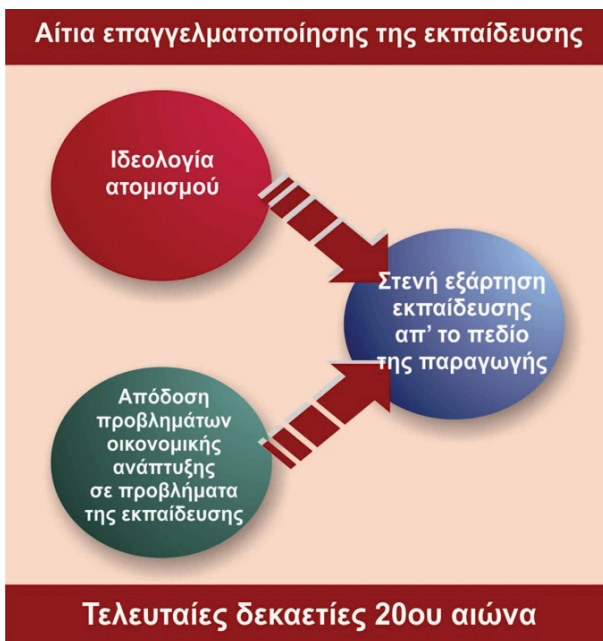 Αίτια επαγγελματοποίησης της εκπαίδευσης
Ιδεολογία
ατομισμού
Στενή εξάρτηση
εκπαίδευσης
απ' το πεδίο
της παραγωγής
Απόδοση
προβλημάτων
οικονομικής
ανάπτυξης
σε προβλήματα
της εκπαίδευσης
Τελευταίες δεκαετίες 20ου αιώνα